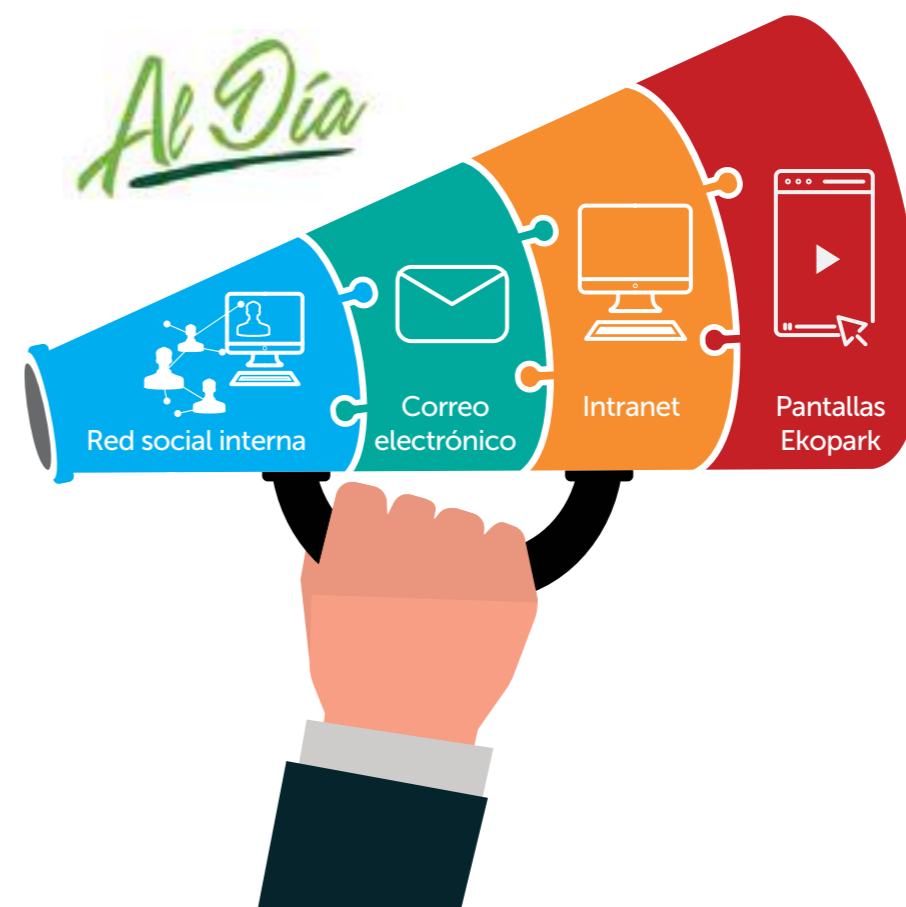 Al Día
Red social interna
Correo
electrónico
Intranet
Pantallas
Ekopark